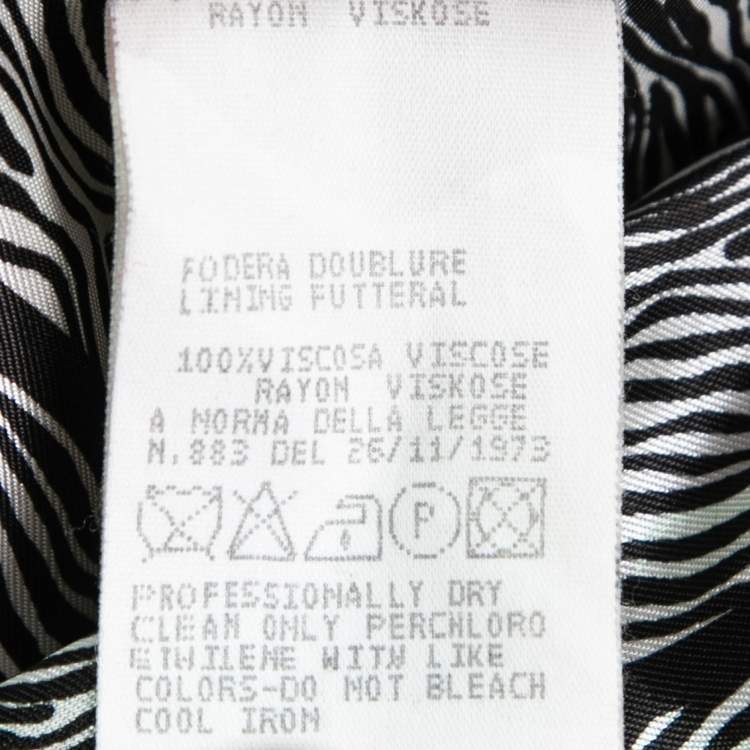 RAYON VISKOSE
FODERA DOUBLURE
LINING FUTTERAL
100%VISCOSA VISCOSE
RAYON VISKOSE
A NORMA DELLA LEGGE
N.883 DEL 26/11/1973
P
PROFESSIONALLY DRY
CLEAN ONLY PERCHLORO
ETHILENE WITH LIKE
COLORS-DO NOT BLEACH
COOL IRON